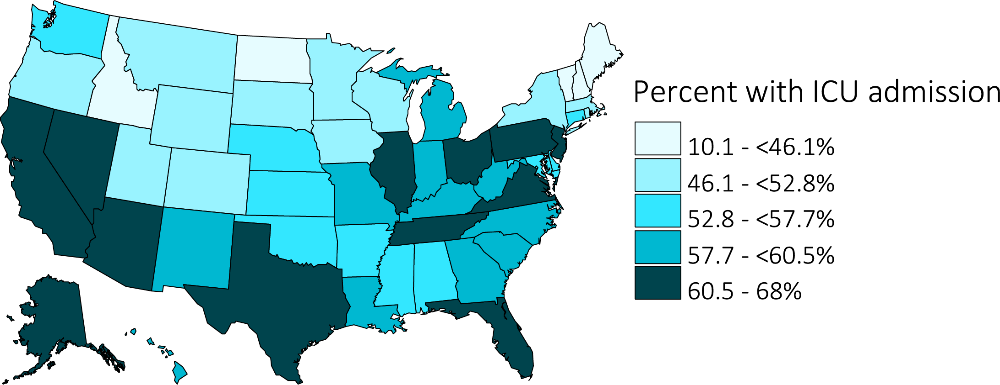 Percent with ICU admission
10.1 - <46.1%
46.1 - <52.8%
52.8 - <57.7%
57.7 - <60.5%
60.5 - 68%